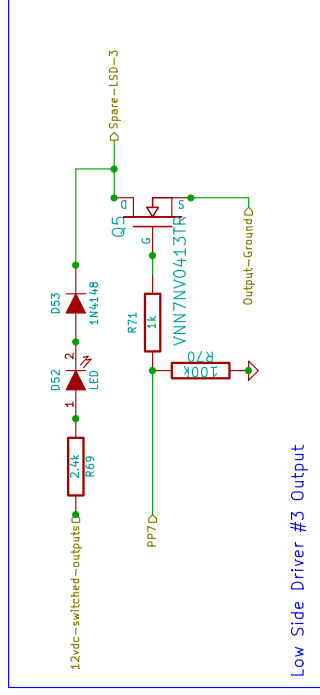 Spare-LSD-3
D
S
Q5
G
VNN7NV0413TR
Output-Ground
D53
1N4148
R71
1k
R70
100k
2
D52
LED
1
2.4k
R69
12vdc-switched-outputs
PP7
Low Side Driver #3 Output